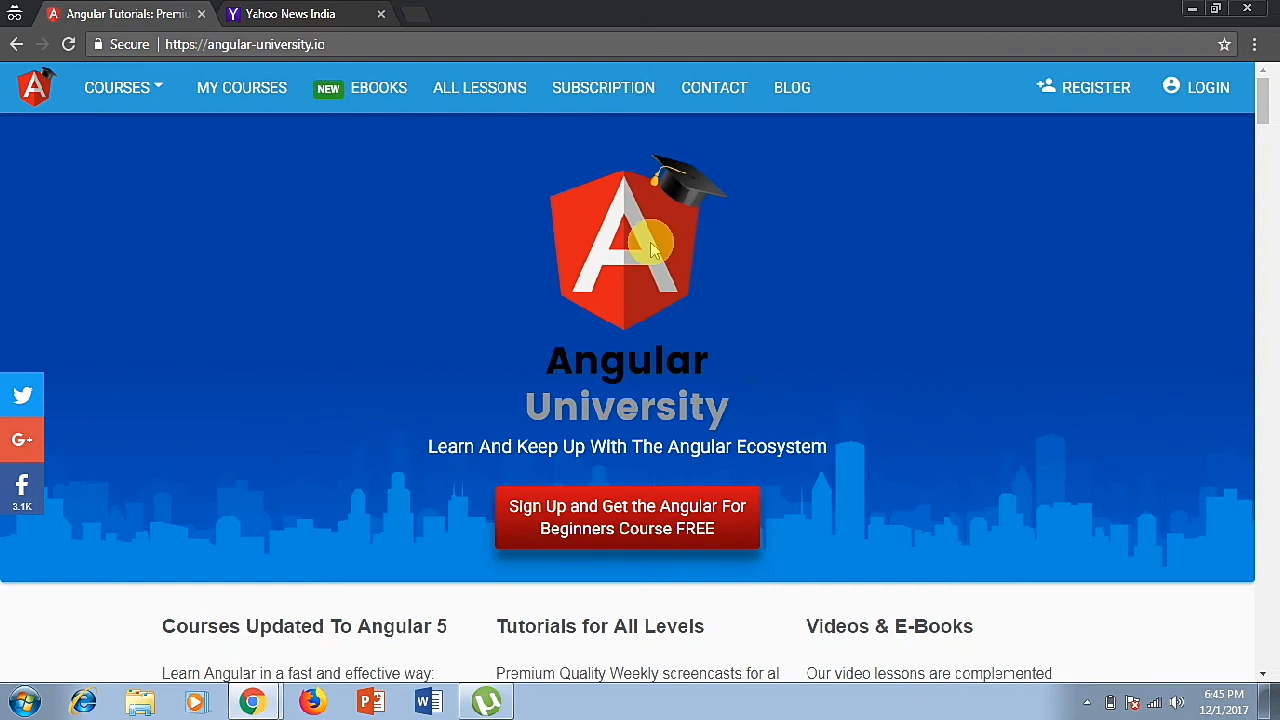 Angular Tutorials: Premiu
Yahoo News India
Secure https://angular-university.io
COURSES MY COURSES NEW EBOOKS ALL LESSONS SUBSCRIPTION CONTACT BLOG REGISTER LOGIN
Angular
University
Learn And Keep Up With The Angular Ecosystem
Sign Up and Get the Angular For
Beginners Course FREE
G+
3.1K
Courses Updated To Angular 5
Learn Angular in a fast and effective way:
Tutorials for All Levels
Premium Quality Weekly screencasts for al
Videos & E-Books
Our video lessons are complemented
6:45 PM
12/1/2017